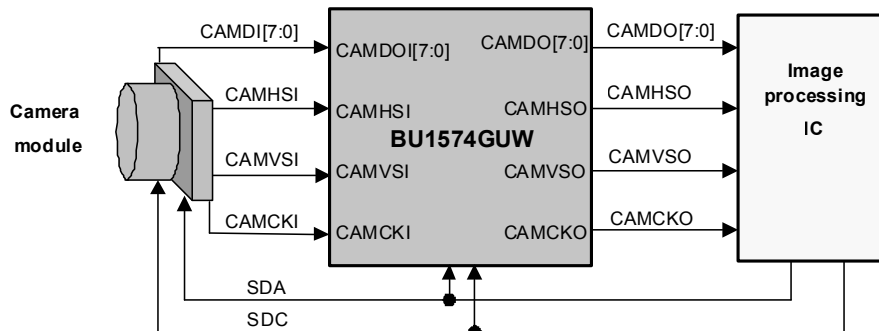 CAMDI[7:0]
CAMDOI[7:0]
CAMDO[7:0]
CAMDO[7:0]
Camera
module
CAMHSI
CAMHSI
CAMHSO
CAMHSO
BU1574GUW
Image
processing
IC
CAMVSI
CAMVSI
CAMVSO
CAMVSO
CAMCKI
CAMCKI
CAMCKO
CAMCKO
SDA
SDC